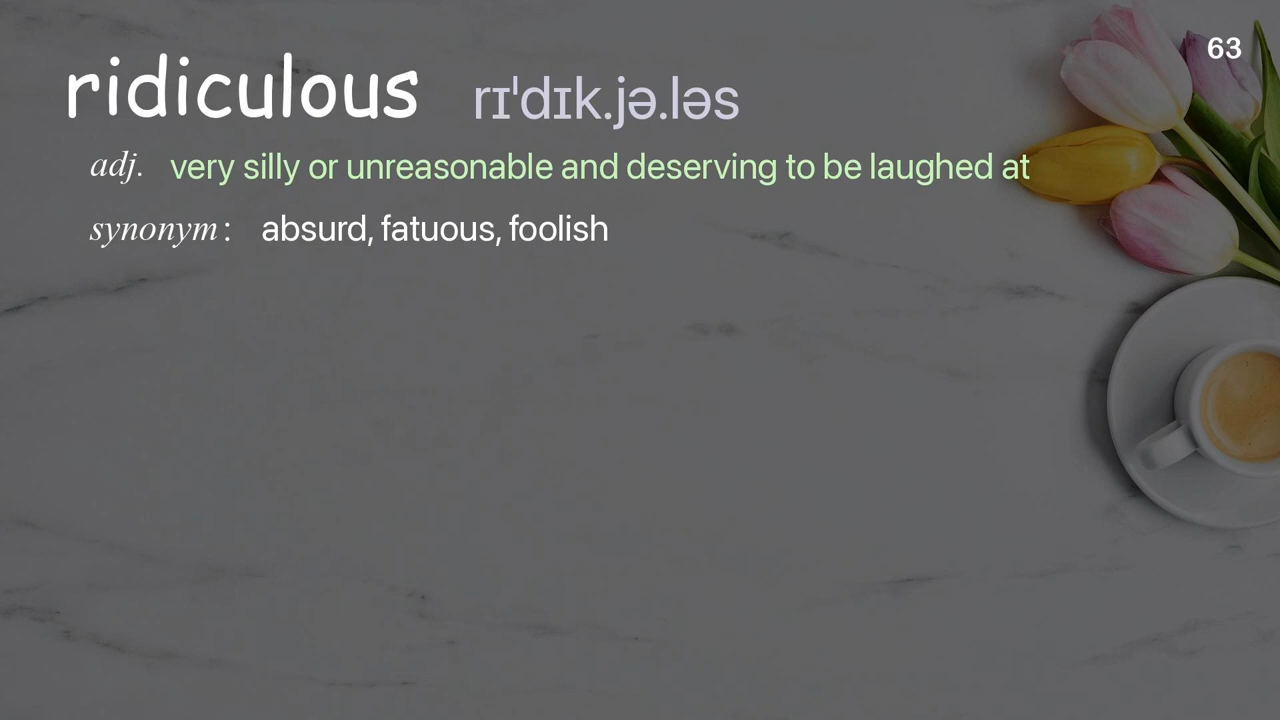 63
ridiculous rɪˈdɪk.jə.ləs
adj. very silly or unreasonable and deserving to be laughed at
synonym: absurd, fatuous, foolish